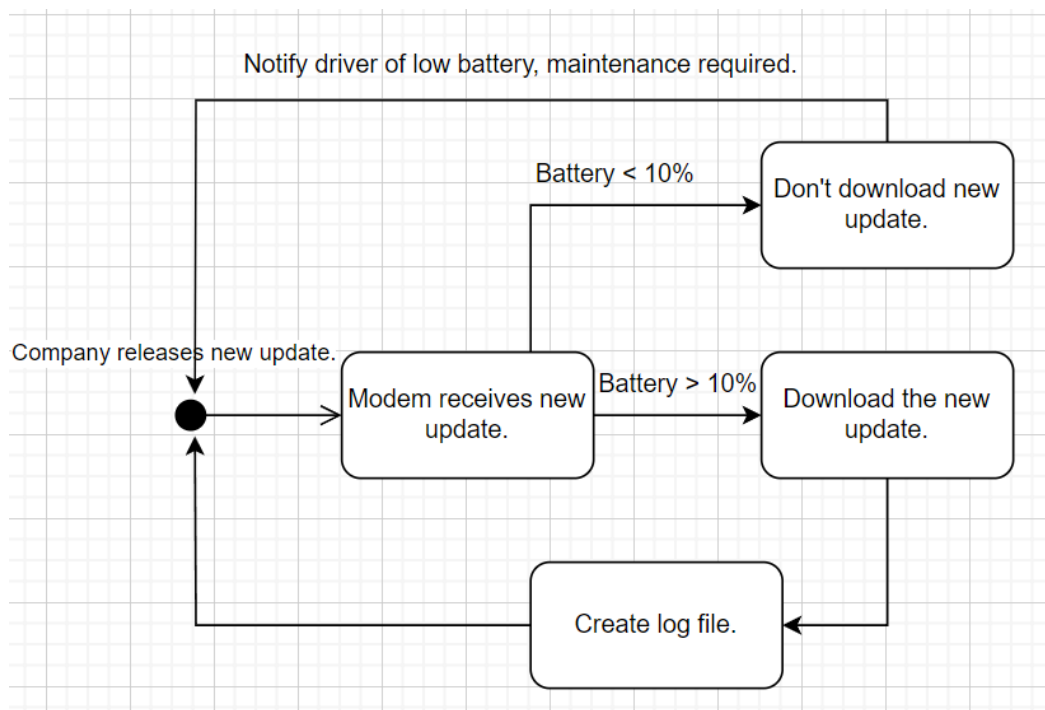 Notify driver of low battery, maintenance required.
Battery < 10%
Don't download new
update.
Company releases new update.
Modem receives new
update.
Battery > 10%
Download the new
update.
Create log file.